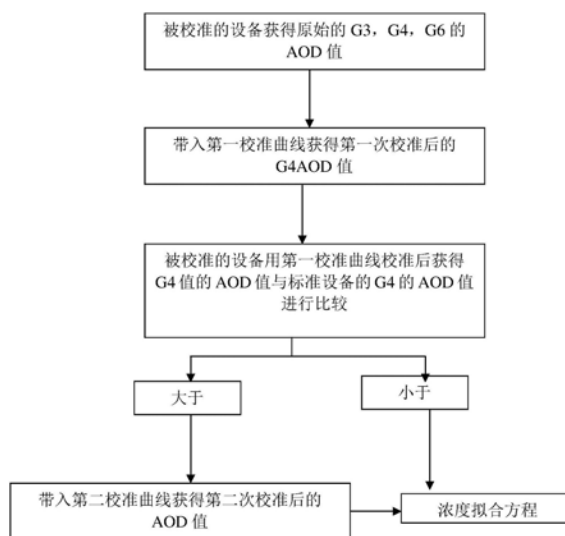 被校准的设备获得原始的 G3，G4，G6 的
AOD 值
带入第一校准曲线获得第一次校准后的
G4AOD 值
被校准的设备用第一校准曲线校准后获得
G4 值的 AOD 值与标准设备的 G4 的 AOD 值
进行比较
大于
小于
带入第二校准曲线获得第二次校准后的
AOD 值
浓度拟合方程